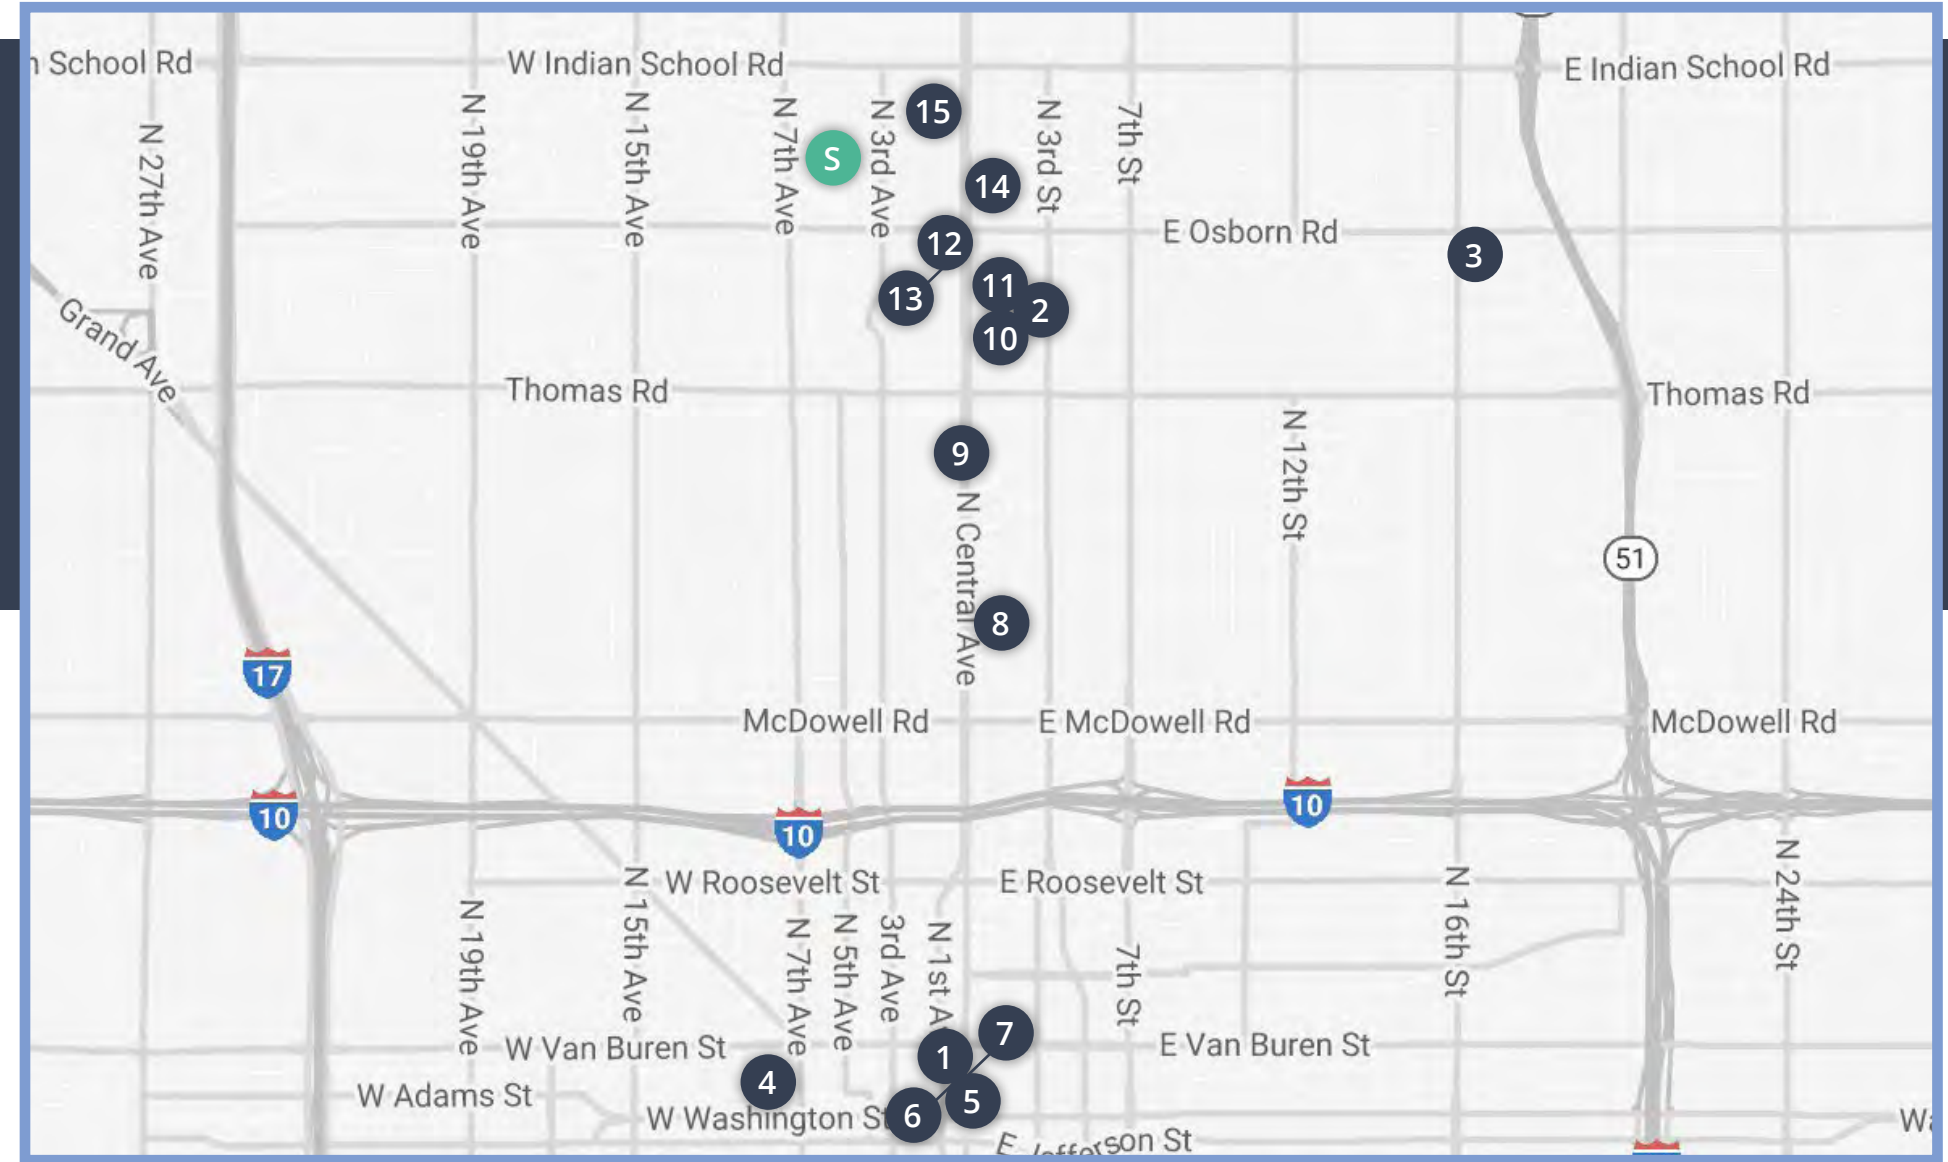 n School Rd
W Indian School Rd
E Indian School Rd
N 27th Ave
N 19th Ave
N 15th Ave
N 7th Ave
S
N 3rd Ave
15
14
N 3rd St
7th St
12
13
11
2
10
E Osborn Rd
3
Grand Ave
Thomas Rd
Thomas Rd
9
N Central Ave
N 12th St
51
8
17
McDowell Rd
E McDowell Rd
McDowell Rd
10
10
10
W Roosevelt St
E Roosevelt St
N 19th Ave
N 15th Ave
N 7th Ave
N 5th Ave
3rd Ave
N 1st A
7th St
N 16th St
N 24th St
W Van Buren St
E Van Buren St
1
7
4
5
6
W Adams St
W Washington St
E Jefferson St
Wa